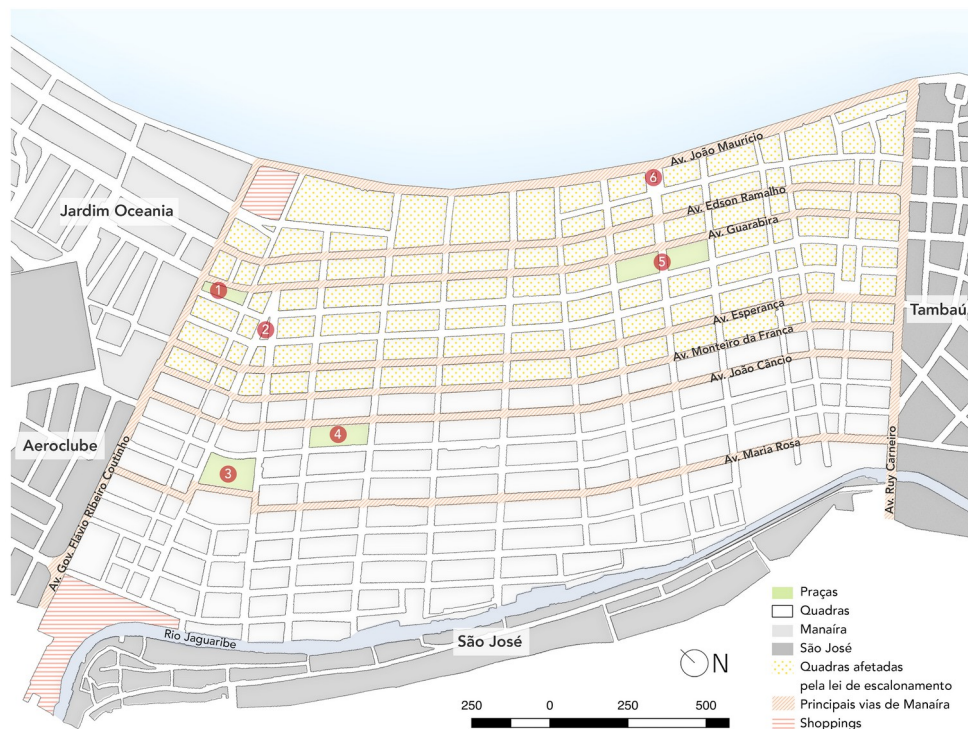 Av. João Maurício
6
Av. Edson Ramalho
Jardim Oceania
Av. Guarabira
5
1
Av. Esperança
Tambaú
2
Av. Monteiro da França
Av. João Câncio
4
Aeroclube
Av. Maria Rosa
3
Av. Gov. Flávio Ribeiro Coutinho
Av. Ruy Carneiro
Rio Jaguaribe
São José
N
250 0 250 500
Praças
Quadras
Manaíra
São José
Quadras afetadas
pela lei de escalonamento
Principais vias de Manaíra
Shoppings